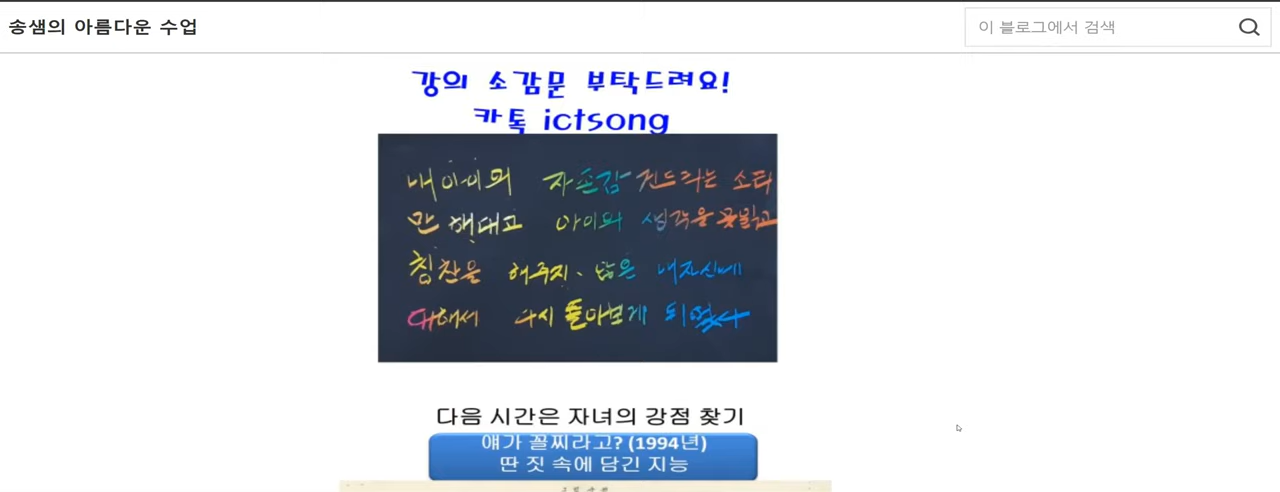 송샘의 아름다운 수업
이 블로그에서 검색
강의 소감문 부탁드려요!
카톡 ictsong
내아이의 자존감 건드리는 소리
만 해대고 아이의 생각을 꽃밝고
칭찬을 해주지 않은 내자신에
대해서 다시 돌아보게 되었다
다음 시간은 자녀의 강점 찾기
얘가 꼴찌라고? (1994년)
딴 짓 속에 담긴 지능